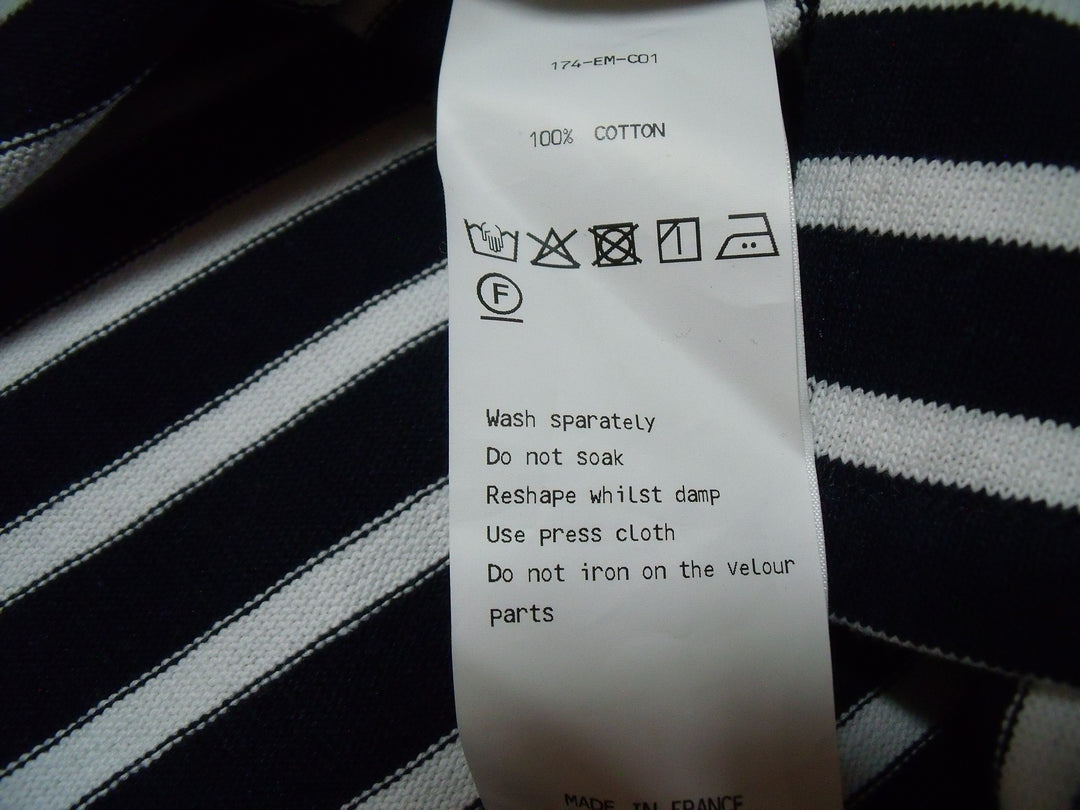 174-EM-C01
100% COTTON
F
Wash sparately
Do not soak
Reshape whilst damp
Use press cloth
Do not iron on the velour
parts
MADE IN FRANCE